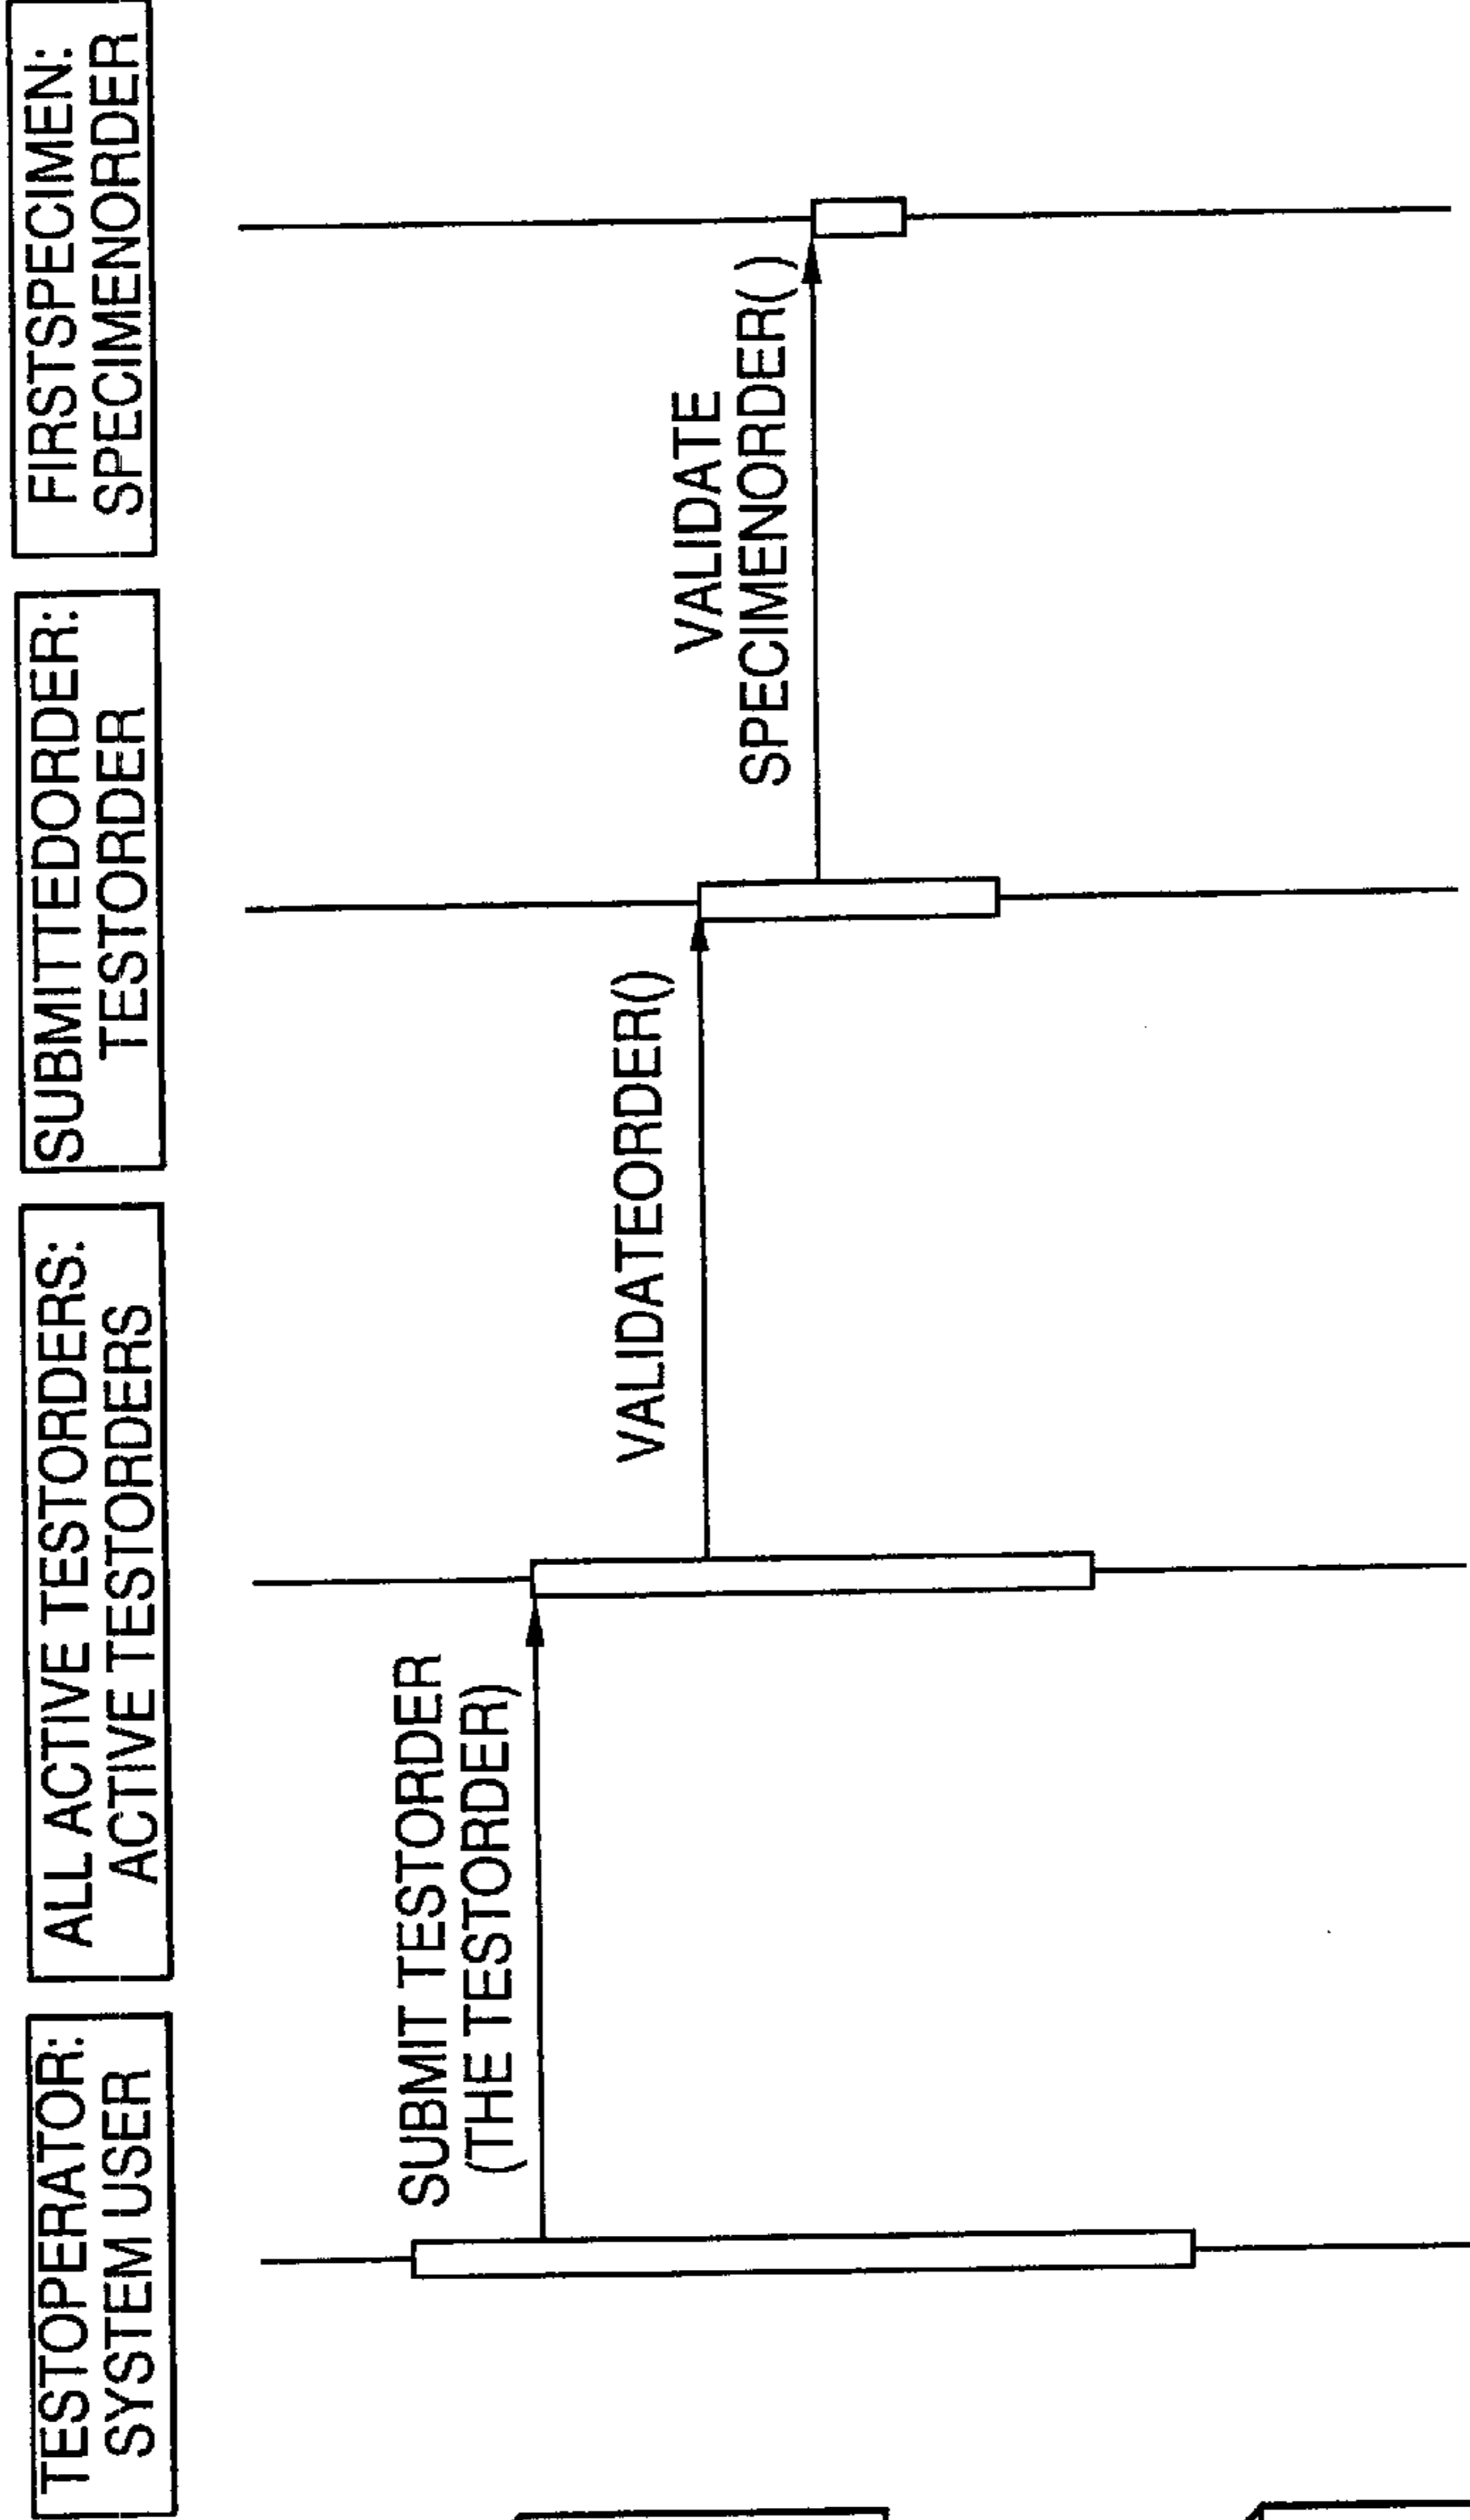 TESTOPERATOR:
SYSTEM USER
ALL ACTIVE TESTORDERS:
ACTIVE TESTORDERS
SUBMITTEDORDER:
TESTORDER
FIRSTSPECIMEN:
SPECIMENORDER
SUBMIT TESTORDER
(THE TESTORDER)
VALIDATEORDER()
VALIDATE
SPECIMENORDER( )